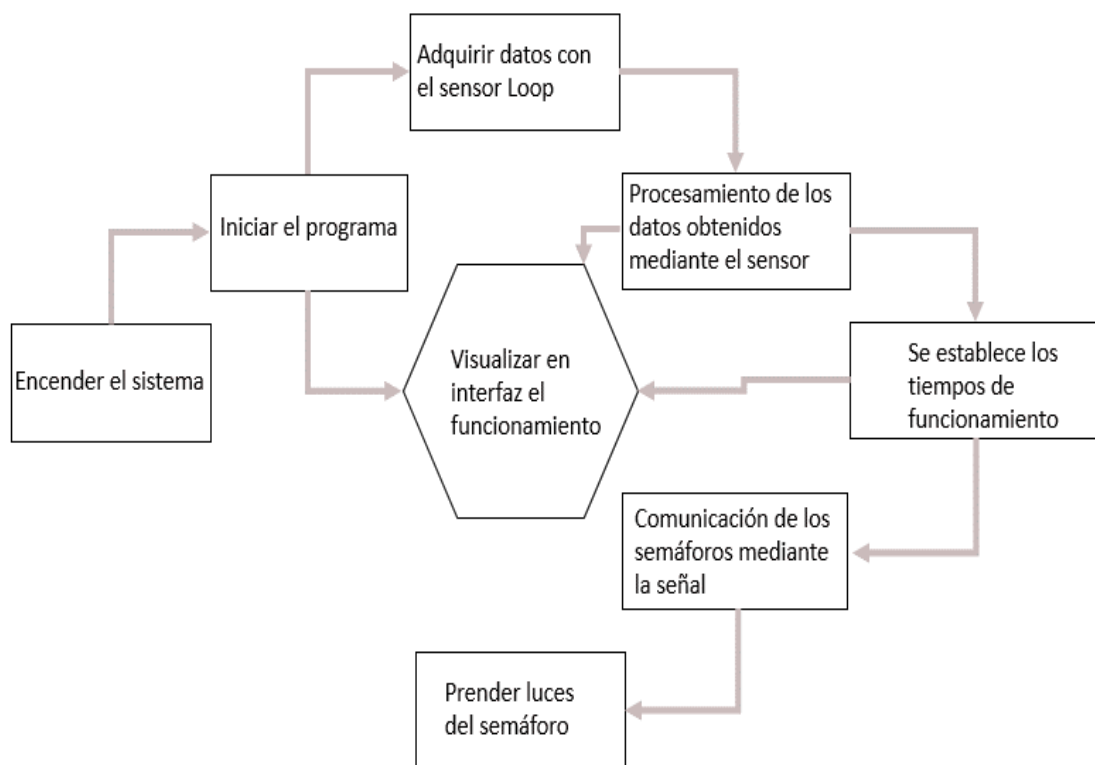 Adquirir datos con
el sensor Loop
Iniciar el programa
Procesamiento de los
datos obtenidos
mediante el sensor
Encender el sistema
Visualizar en
interfaz el
funcionamiento
Se establece los
tiempos de
funcionamiento
Comunicación de los
semáforos mediante
la señal
Prender luces
del semáforo